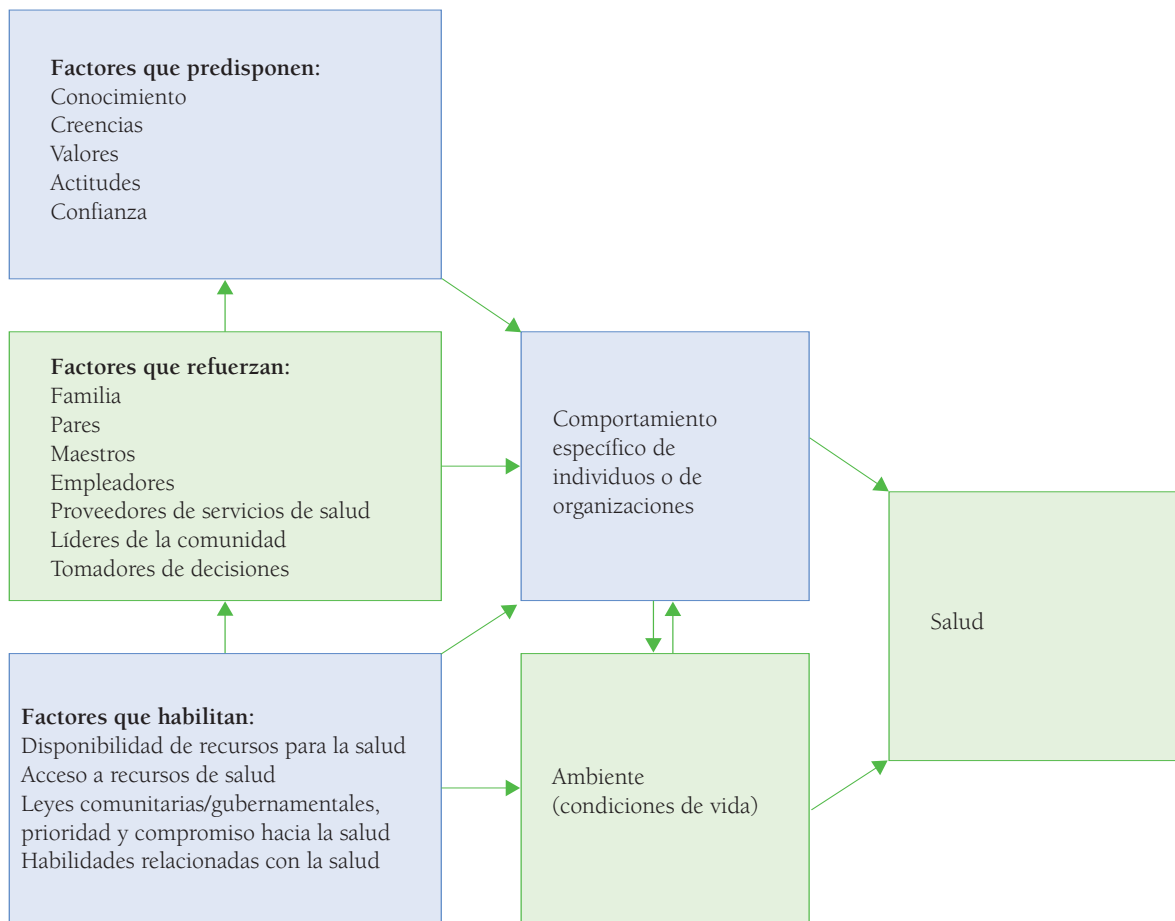 Factores que predisponen:
Conocimiento
Creencias
Valores
Actitudes
Confianza
Factores que refuerzan:
Familia
Pares
Maestros
Empleadores
Proveedores de servicios de salud
Líderes de la comunidad
Tomadores de decisiones
Factores que habilitan:
Disponibilidad de recursos para la salud
Acceso a recursos de salud
Leyes comunitarias/gubernamentales,
prioridad y compromiso hacia la salud
Habilidades relacionadas con la salud
Comportamiento
específico de
individuos o de
organizaciones
Ambiente
(condiciones de vida)
Salud